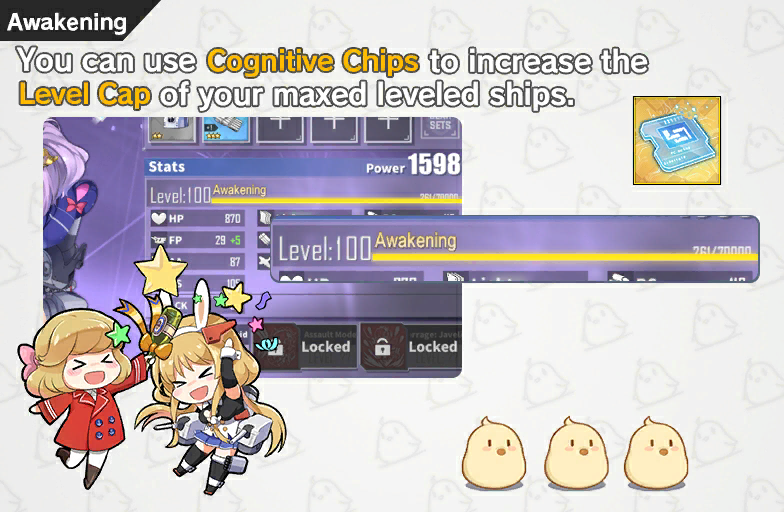 Awakening
You can use Cognitive Chips to increase the
Level Cap of your maxed leveled ships.
SETS
Stats
Power 1598
Level:100 Awakening
261/70000
HP 870
FP 29 +5
87
Level:100 Awakening
261/70000
Assault Mode
Locked
Locked